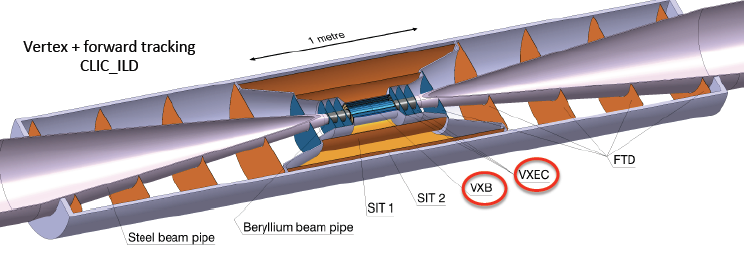 Vertex + forward tracking
CLIC_ILD
1 metre
FTD
VXEC
VXB
SIT 2
SIT 1
Beryllium beam pipe
Steel beam pipe